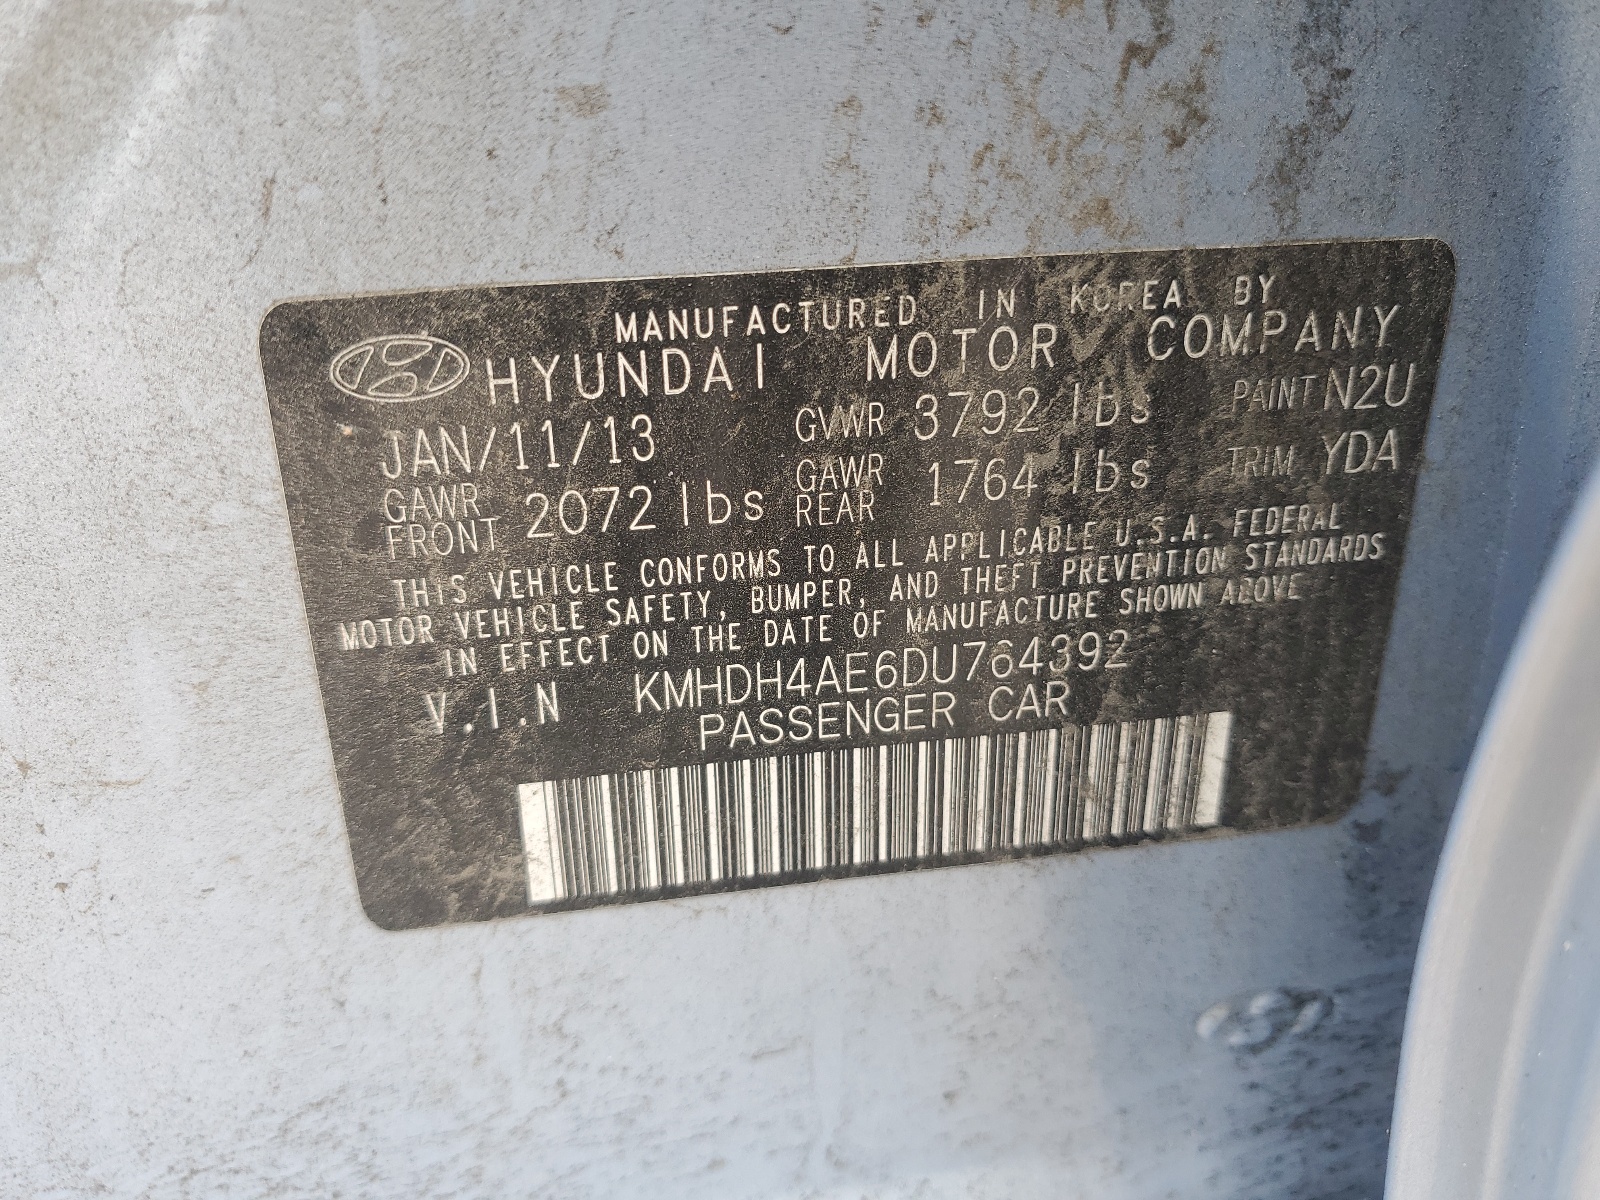 MANUFACTURED IN KOREA BY
HYUNDAI MOTOR COMPANY
JAN/11/13 GVWR 3792 lbs PAINT N2U
GAWR FRONT 2072 lbs GAWR REAR 1764 lbs TRIM YDA
THIS VEHICLE CONFORMS TO ALL APPLICABLE U.S.A. FEDERAL
MOTOR VEHICLE SAFETY, BUMPER, AND THEFT PREVENTION STANDARDS
IN EFFECT ON THE DATE OF MANUFACTURE SHOWN ABOVE
V.I.N KMHDH4AE6DU764392
PASSENGER CAR